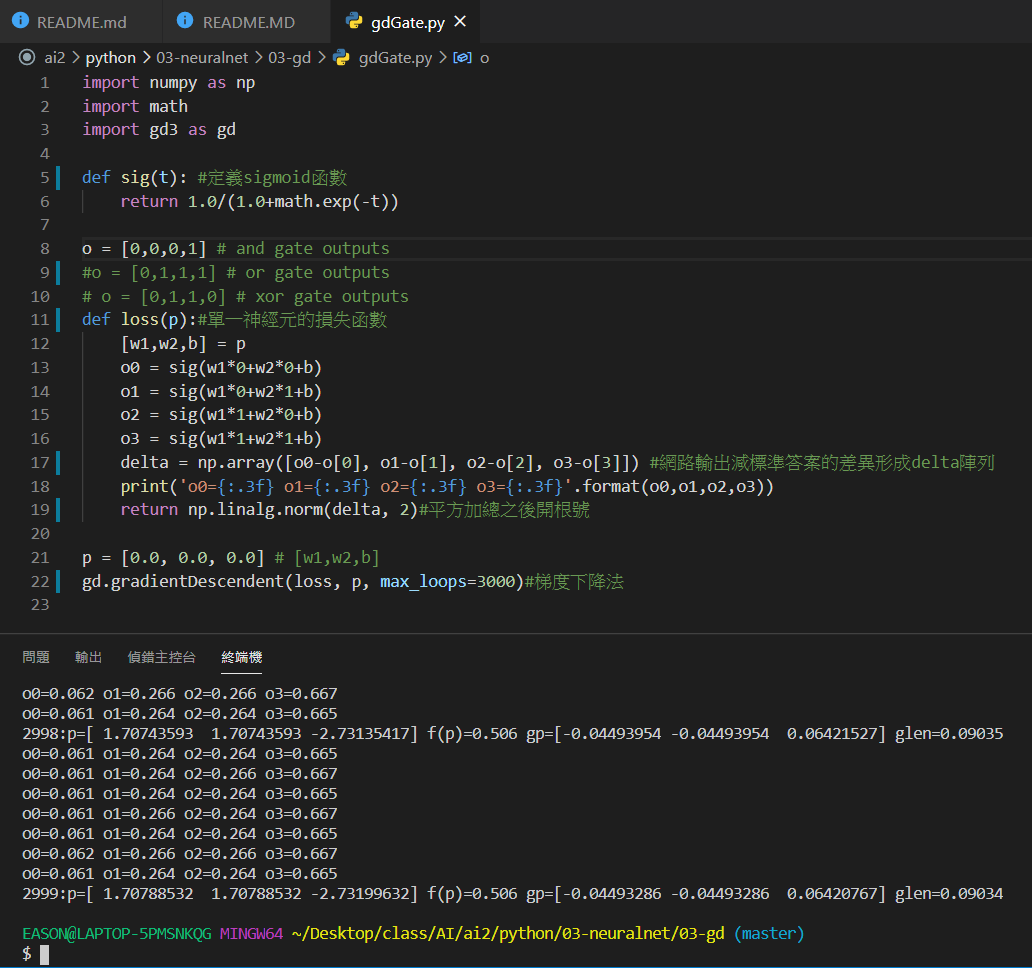 README.md README.MD gdGate.py
ai2 > python > 03-neuralnet > 03-gd > gdGate.py > o
1 import numpy as np
2 import math
3 import gd3 as gd
4
5 def sig(t): #定義sigmoid函數
6     return 1.0/(1.0+math.exp(-t))
7
8 o = [0,0,0,1] # and gate outputs
9 #o = [0,1,1,1] # or gate outputs
10 # o = [0,1,1,0] # xor gate outputs
11 def loss(p):#單一神經元的損失函數
12     [w1,w2,b] = p
13     o0 = sig(w1*0+w2*0+b)
14     o1 = sig(w1*0+w2*1+b)
15     o2 = sig(w1*1+w2*0+b)
16     o3 = sig(w1*1+w2*1+b)
17     delta = np.array([o0-o[0], o1-o[1], o2-o[2], o3-o[3]]) #網路輸出減標準答案的差異形成delta陣列
18     print('o0={:.3f} o1={:.3f} o2={:.3f} o3={:.3f}'.format(o0,o1,o2,o3))
19     return np.linalg.norm(delta, 2)#平方加總之後開根號
20
21 p = [0.0, 0.0, 0.0] # [w1,w2,b]
22 gd.gradientDescendent(loss, p, max_loops=3000)#梯度下降法
23
問題 輸出 偵錯主控台 終端機
o0=0.062 o1=0.266 o2=0.266 o3=0.667
o0=0.061 o1=0.264 o2=0.264 o3=0.665
2998:p=[ 1.70743593  1.70743593 -2.73135417] f(p)=0.506 gp=[-0.04493954 -0.04493954  0.06421527] glen=0.09035
o0=0.061 o1=0.264 o2=0.264 o3=0.665
o0=0.061 o1=0.264 o2=0.266 o3=0.667
o0=0.061 o1=0.264 o2=0.264 o3=0.665
o0=0.061 o1=0.266 o2=0.264 o3=0.667
o0=0.061 o1=0.264 o2=0.264 o3=0.665
o0=0.062 o1=0.266 o2=0.266 o3=0.667
o0=0.061 o1=0.264 o2=0.264 o3=0.665
2999:p=[ 1.70788532  1.70788532 -2.73199632] f(p)=0.506 gp=[-0.04493286 -0.04493286  0.06420767] glen=0.09034
EASON@LAPTOP-5PMSNKQG MINGW64 ~/Desktop/class/AI/ai2/python/03-neuralnet/03-gd (master)
$